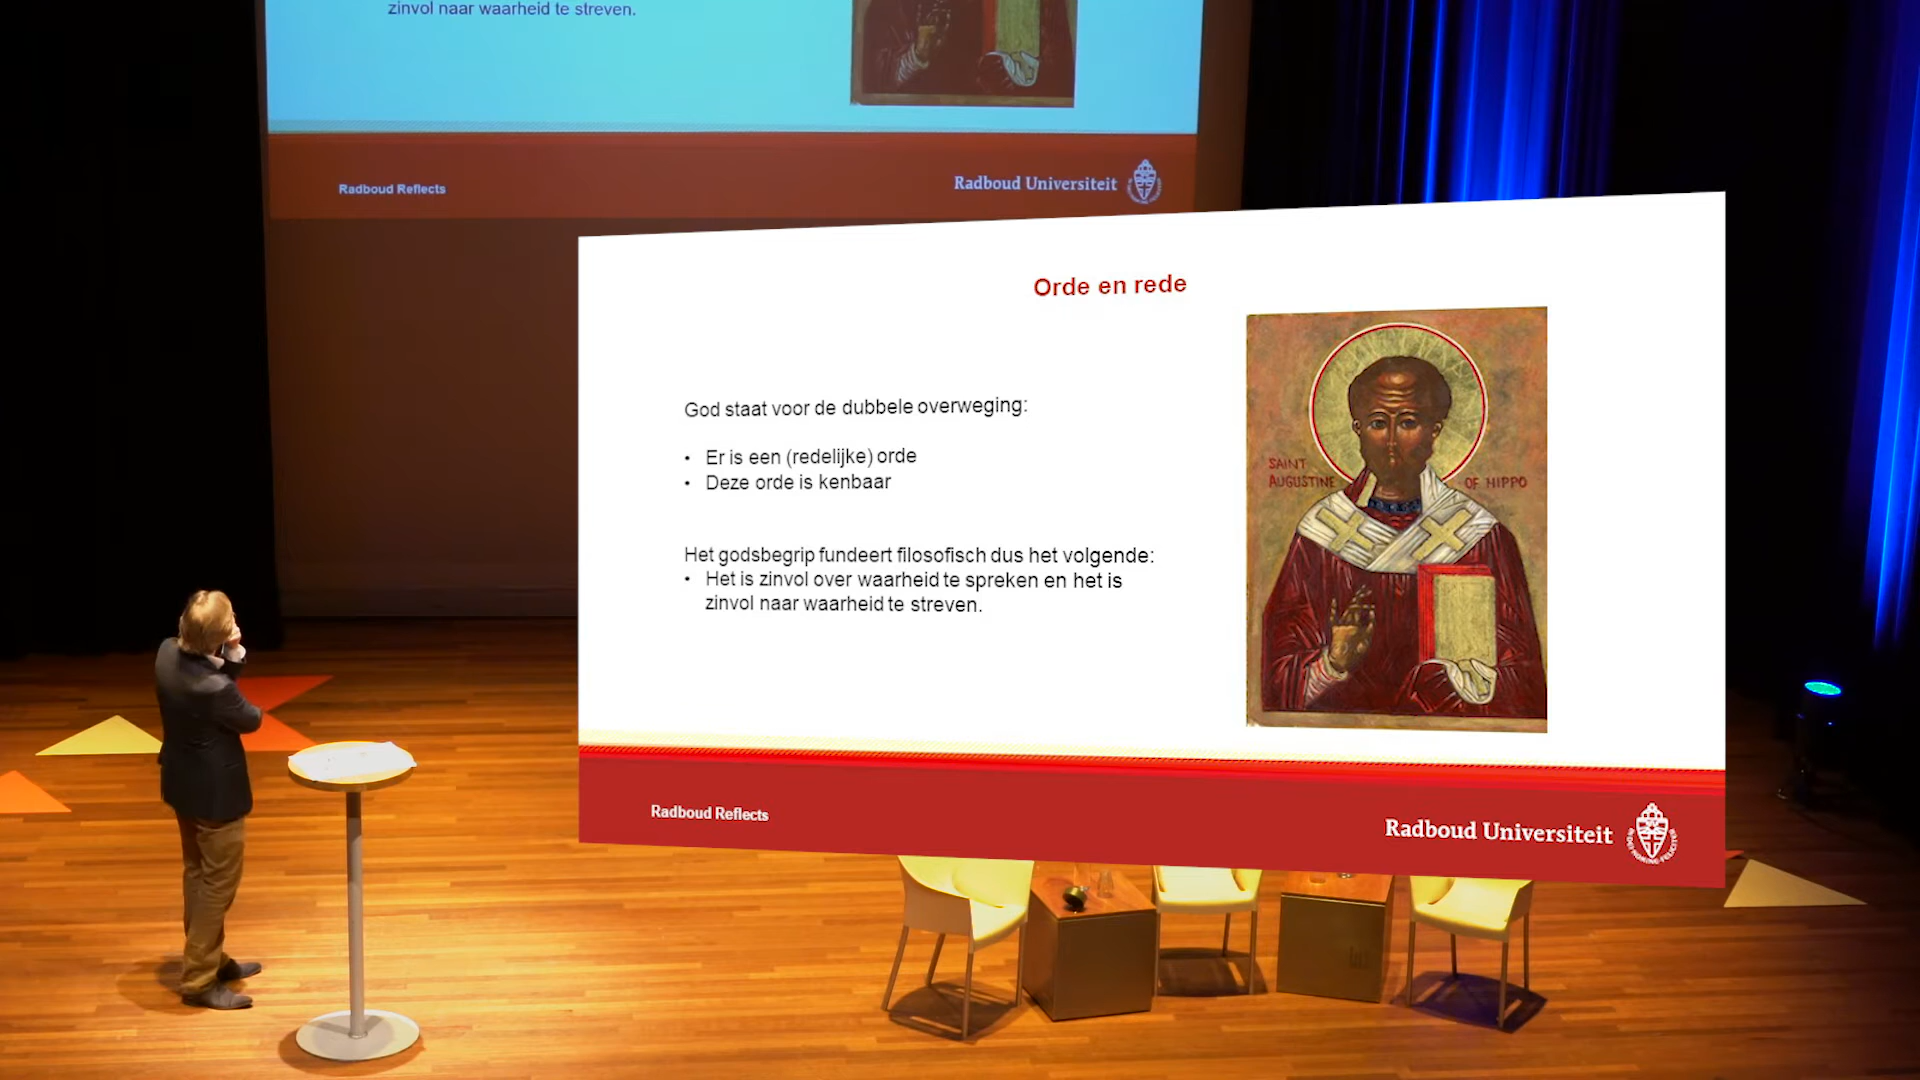 zinvol naar waarheid te streven.
Radboud Reflects
Radboud Universiteit
Orde en rede
God staat voor de dubbele overweging:
• Er is een (redelijke) orde
• Deze orde is kenbaar
Het godsbegrip fundeert filosofisch dus het volgende:
• Het is zinvol over waarheid te spreken en het is
zinvol naar waarheid te streven.
SAINT
AUGUSTINE
OF HIPPO
Radboud Reflects
Radboud Universiteit